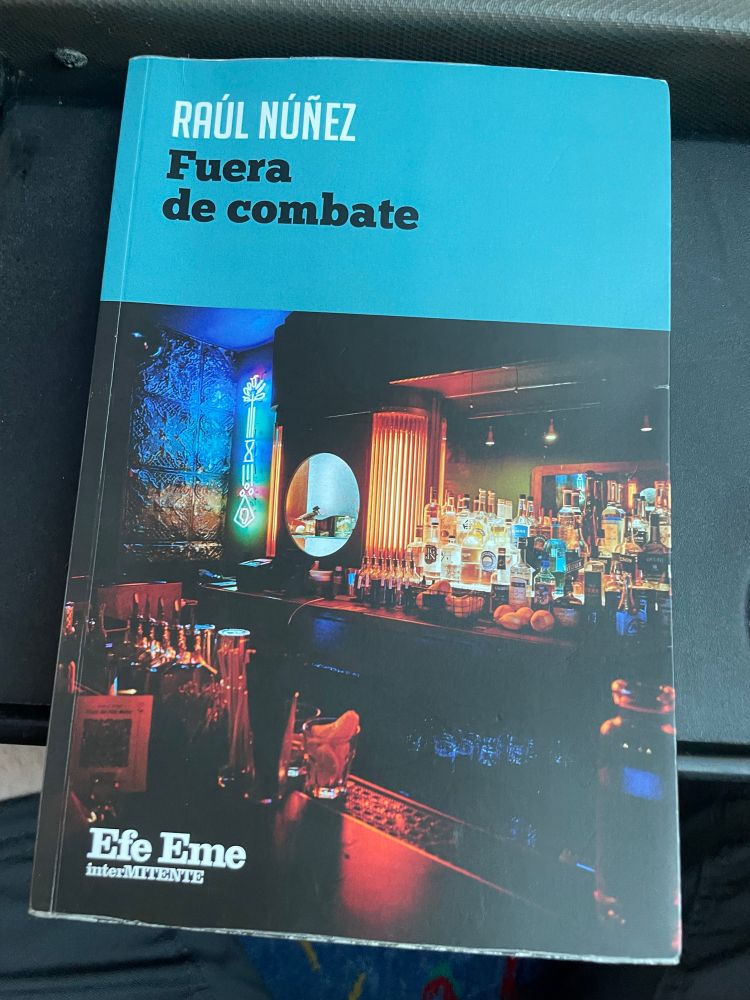 RAÚL NÚÑEZ
Fuera
de combate
Efe Eme
interMITENTE